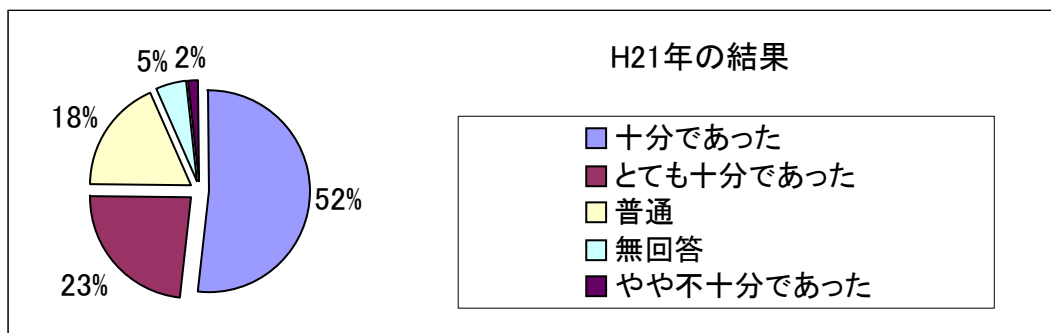 H21年の結果
5%
2%
18%
52%
23%
十分であった
とても十分であった
普通
無回答
やや不十分であった